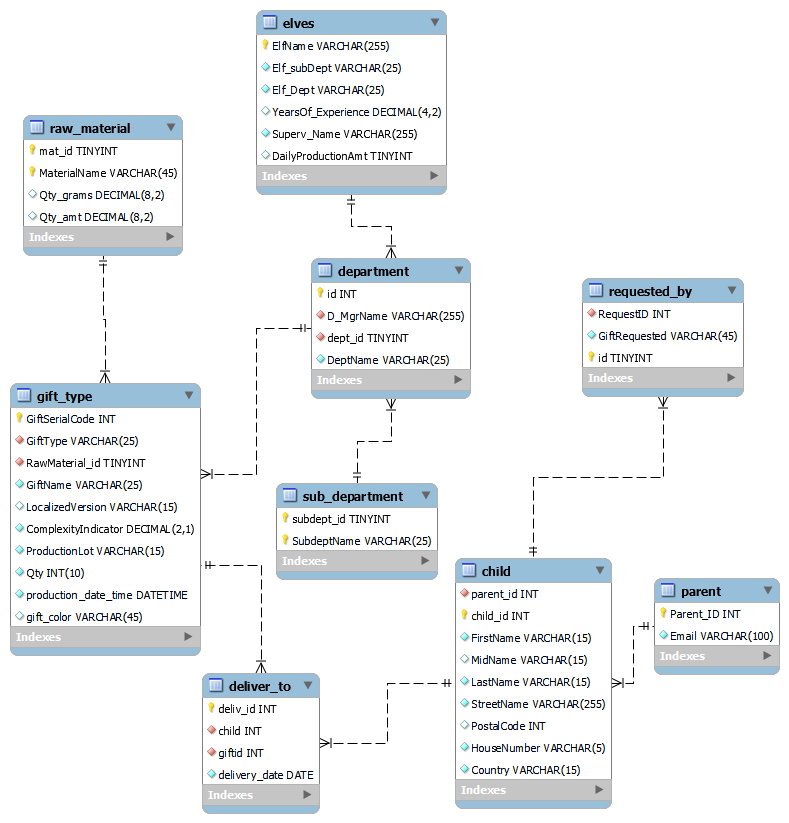 elves
ElfName VARCHAR(255)
Elf_subDept VARCHAR(25)
Elf_Dept VARCHAR(25)
YearsOf_Experience DECIMAL(4,2)
Superv_Name VARCHAR(255)
DailyProductionAmt TINYINT
Indexes
raw_material
mat_id TINYINT
MaterialName VARCHAR(45)
Qty_grams DECIMAL(8,2)
Qty_amt DECIMAL(8,2)
Indexes
department
id INT
D_MgrName VARCHAR(255)
dept_id TINYINT
DeptName VARCHAR(25)
Indexes
requested_by
RequestID INT
GiftRequested VARCHAR(45)
id TINYINT
Indexes
gift_type
GiftSerialCode INT
GiftType VARCHAR(25)
RawMaterial_id TINYINT
GiftName VARCHAR(25)
LocalizedVersion VARCHAR(15)
ComplexityIndicator DECIMAL(2,1)
ProductionLot VARCHAR(15)
Qty INT(10)
production_date_time DATETIME
gift_color VARCHAR(45)
Indexes
sub_department
subdept_id TINYINT
SubdeptName VARCHAR(25)
Indexes
child
parent_id INT
child_id INT
FirstName VARCHAR(15)
MidName VARCHAR(15)
LastName VARCHAR(15)
StreetName VARCHAR(255)
PostalCode INT
HouseNumber VARCHAR(5)
Country VARCHAR(15)
Indexes
parent
Parent_ID INT
Email VARCHAR(100)
Indexes
deliver_to
deliv_id INT
child INT
giftid INT
delivery_date DATE
Indexes